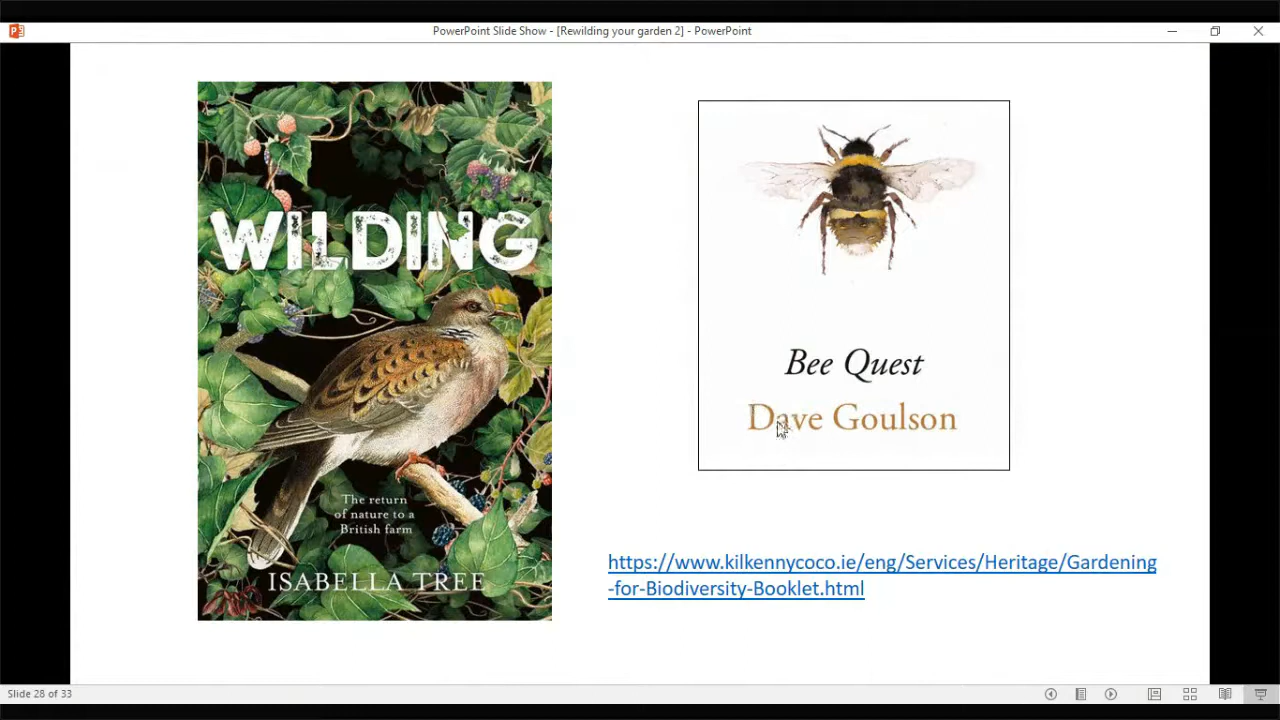 PowerPoint Slide Show - [Rewilding your garden 2] - PowerPoint
WILDING
The return
of nature to a
British farm
ISABELLA TREE
Bee Quest
Dave Goulson
https://www.kilkennycoco.ie/eng/Services/Heritage/Gardening
-for-Biodiversity-Booklet.html
Slide 28 of 33